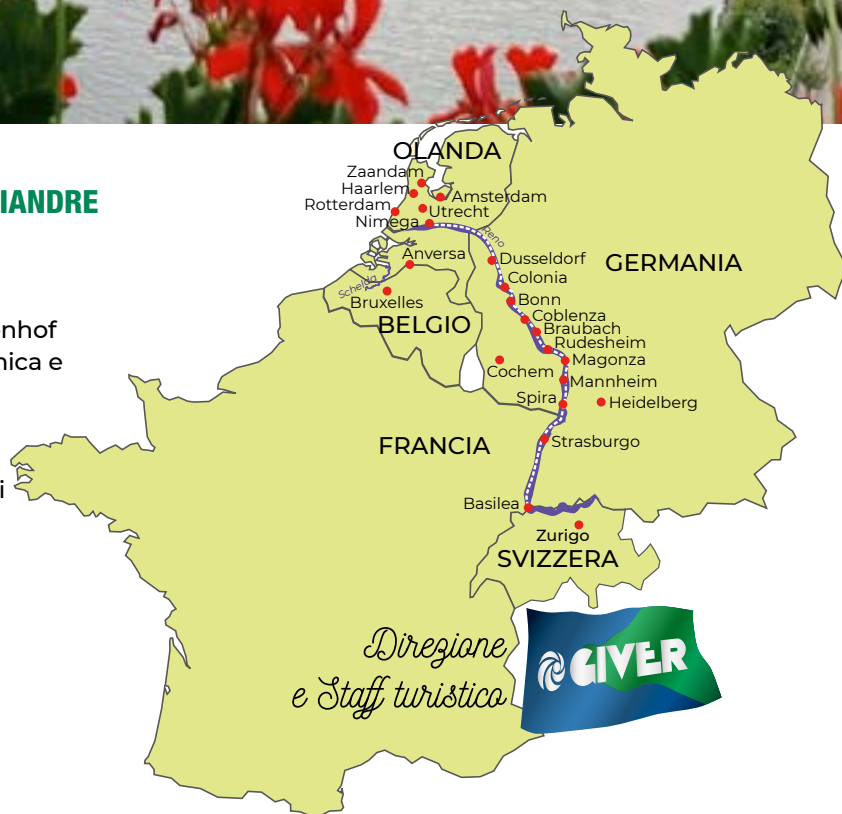 IANDRE
enhof
nica e
i
OLANDA
Zaandam
Haarlem
Amsterdam
Rotterdam
Utrecht
Nimega
Reno
Anversa
Dusseldorf
GERMANIA
Schelda
Colonia
Bruxelles
Bonn
Coblenza
BELGIO
Braubach
Rudesheim
Magonza
Cochem
Mannheim
Spira
Heidelberg
FRANCIA
Strasburgo
Basilea
Zurigo
SVIZZERA
Direzione
e Staff turistico
GIVER